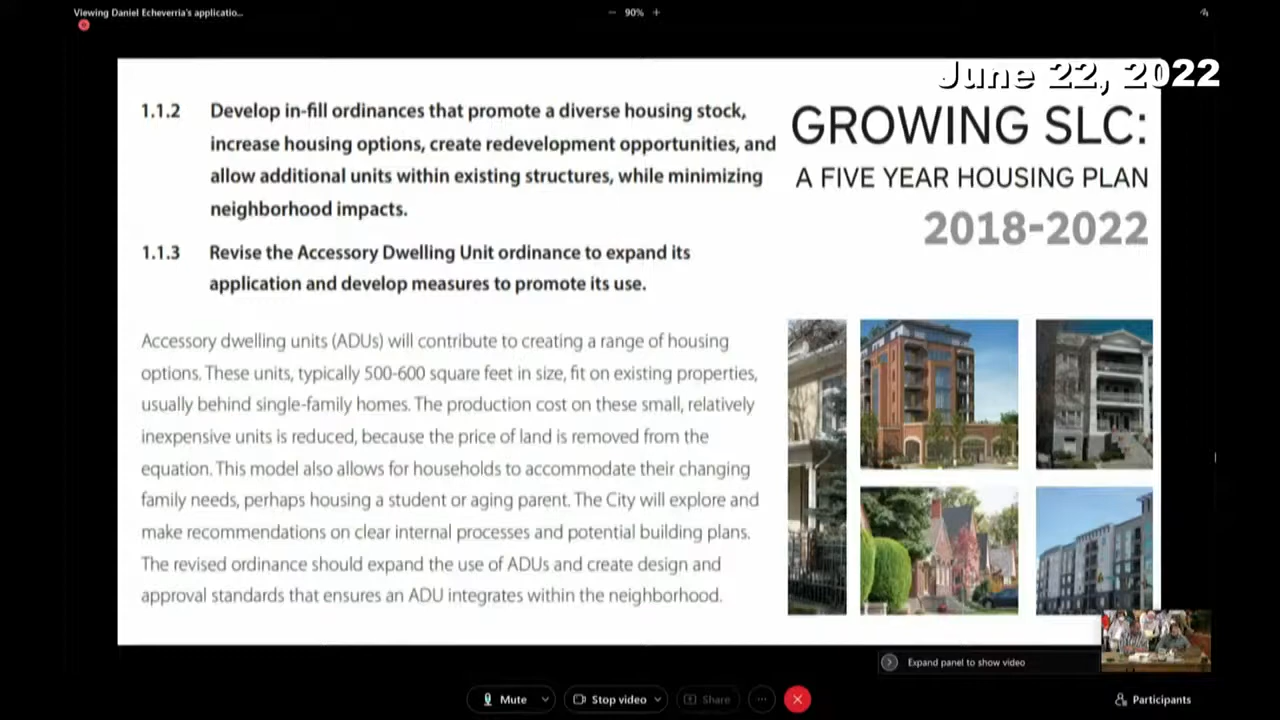 Viewing Daniel Echeverria's applicatio...
90%
June 22, 2022
1.1.2 Develop in-fill ordinances that promote a diverse housing stock,
increase housing options, create redevelopment opportunities, and
allow additional units within existing structures, while minimizing
neighborhood impacts.
1.1.3 Revise the Accessory Dwelling Unit ordinance to expand its
application and develop measures to promote its use.
Accessory dwelling units (ADUs) will contribute to creating a range of housing
options. These units, typically 500-600 square feet in size, fit on existing properties,
usually behind single-family homes. The production cost on these small, relatively
inexpensive units is reduced, because the price of land is removed from the
equation. This model also allows for households to accommodate their changing
family needs, perhaps housing a student or aging parent. The City will explore and
make recommendations on clear internal processes and potential building plans.
The revised ordinance should expand the use of ADUs and create design and
approval standards that ensures an ADU integrates within the neighborhood.
GROWING SLC:
A FIVE YEAR HOUSING PLAN
2018-2022
Expand panel to show video
Mute
Stop video
Share
Participants